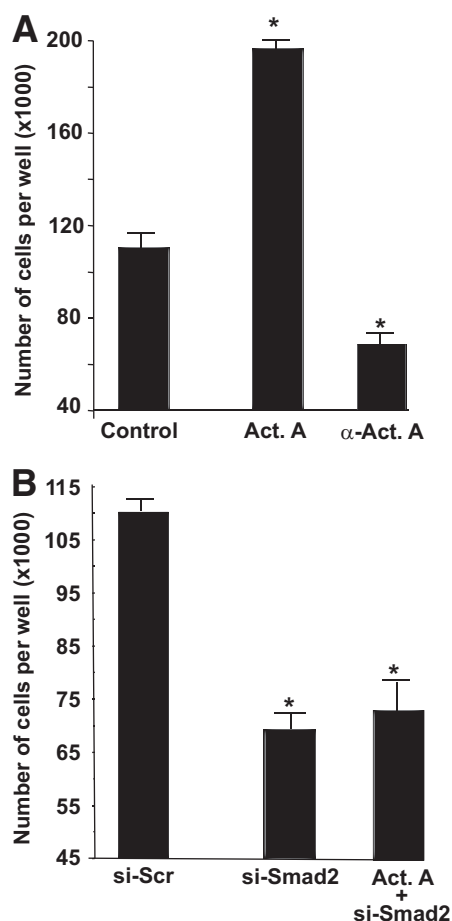 A
Number of cells per well (x1000)
200
160
120
80
40
*
*
Control Act. A α-Act. A
B
Number of cells per well (x1000)
115
105
95
85
75
65
55
45
*
*
si-Scr si-Smad2 Act. A
+
si-Smad2